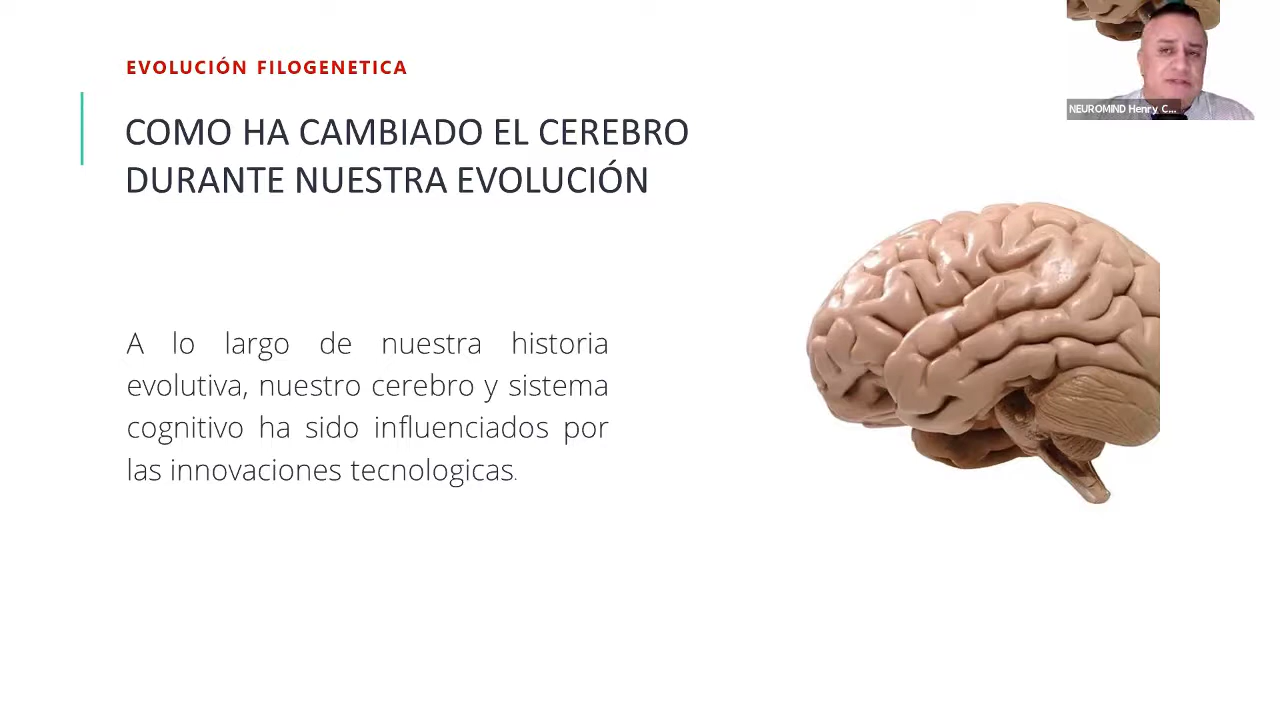 EVOLUCIÓN FILOGENETICA
COMO HA CAMBIADO EL CEREBRO
DURANTE NUESTRA EVOLUCIÓN
A lo largo de nuestra historia
evolutiva, nuestro cerebro y sistema
cognitivo ha sido influenciados por
las innovaciones tecnologicas.
NEUROMIND Henry C...